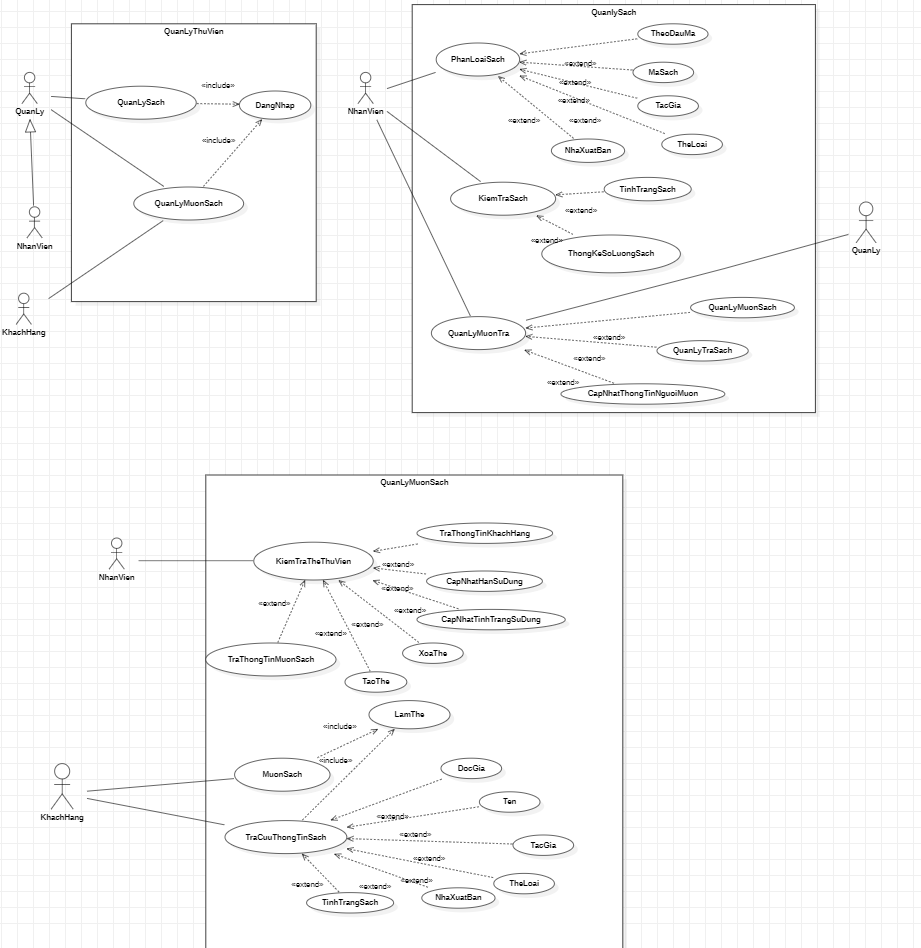 QuanLyThuVien
QuanLy
QuanLySach
«include»
DangNhap
«include»
QuanLyMuonSach
NhanVien
KhachHang
QuanlySach
TheoDauMa
PhanLoaiSach
«extend»
MaSach
«extend»
NhanVien
«extend»
TacGia
«extend»
«extend»
TheLoai
NhaXuatBan
KiemTraSach
TinhTrangSach
«extend»
«extend»
ThongKeSoLuongSach
QuanLy
QuanLyMuonSach
QuanLyMuonTra
«extend»
QuanLyTraSach
«extend»
«extend»
CapNhatThongTinNguoiMuon
QuanLyMuonSach
TraThongTinKhachHang
NhanVien
KiemTraTheThuVien
«extend»
CapNhatHanSuDung
«extend»
«extend»
«extend»
CapNhatTinhTrangSuDung
«extend»
«extend»
TraThongTinMuonSach
XoaThe
TaoThe
LamThe
«include»
«include»
MuonSach
DocGia
KhachHang
Ten
«extend»
TraCuuThongTinSach
«extend»
TacGia
«extend»
«extend»
«extend»
«extend»
TheLoai
TinhTrangSach
NhaXuatBan